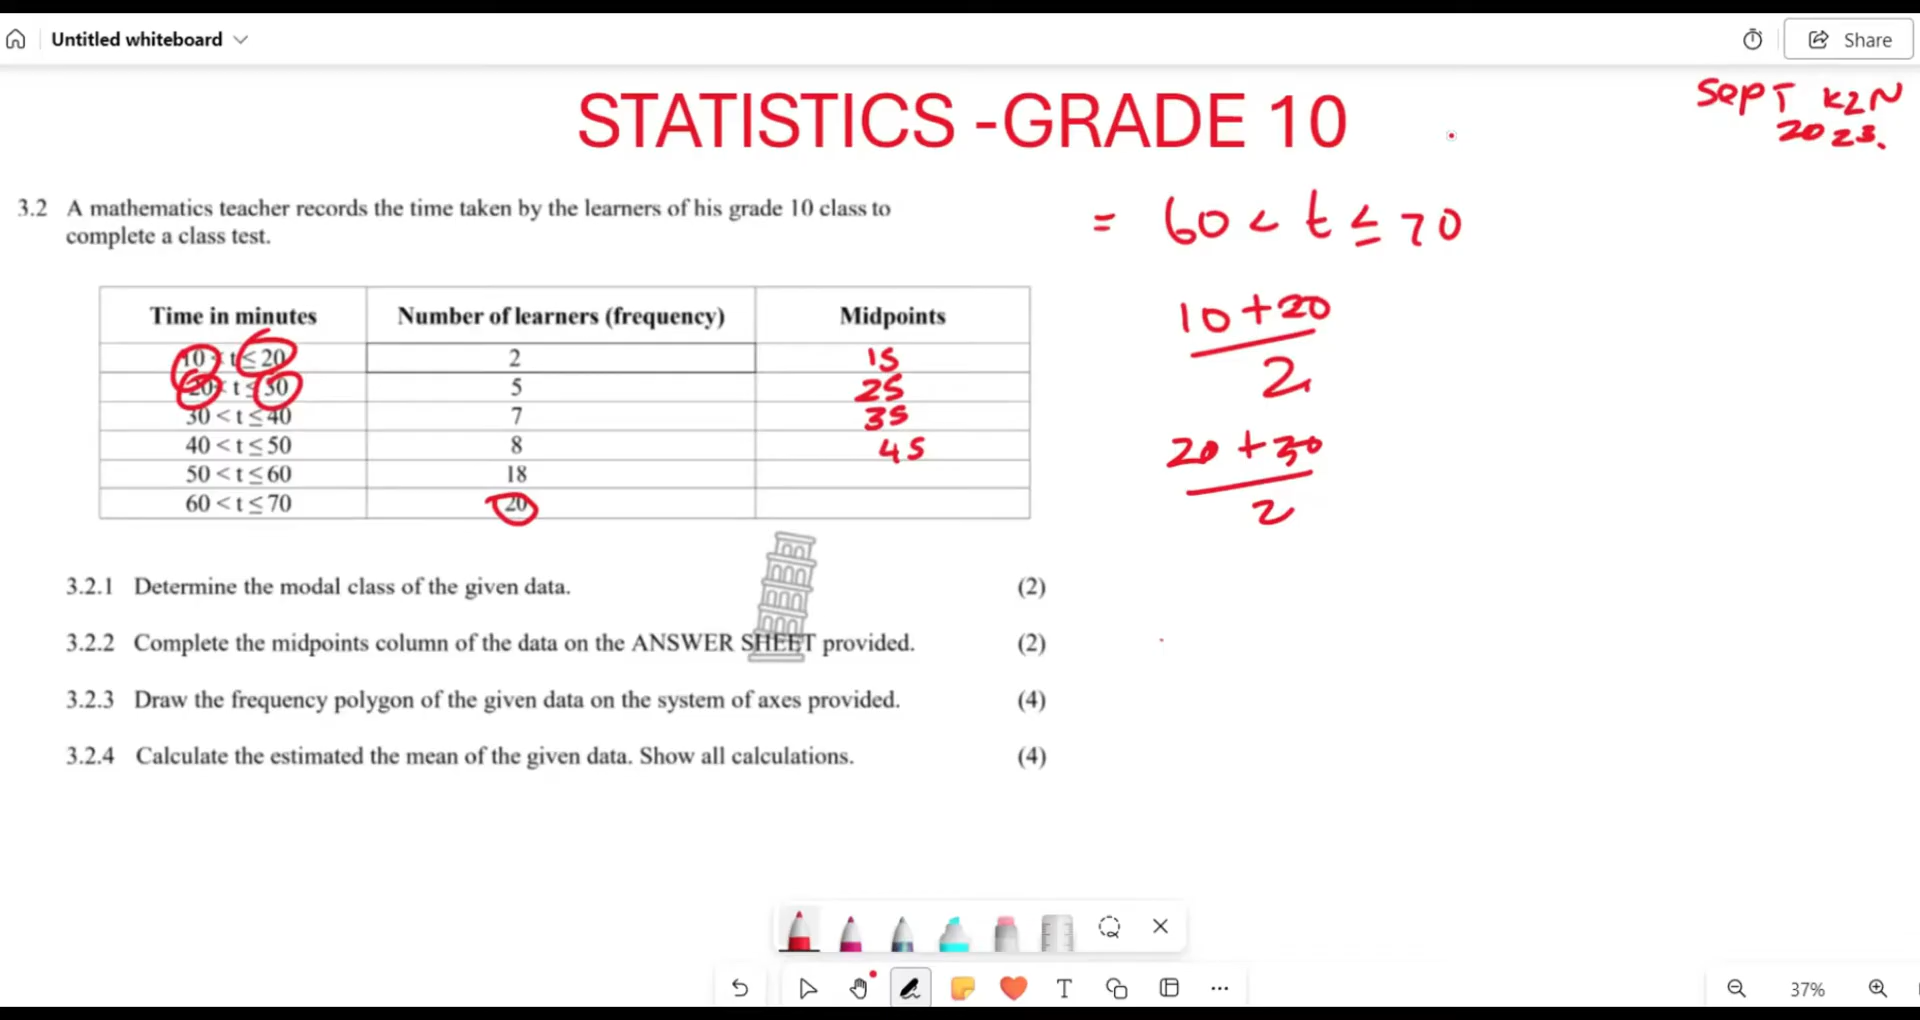 Untitled whiteboard
Share
STATISTICS -GRADE 10
SEPT KZN
2023.
3.2 A mathematics teacher records the time taken by the learners of his grade 10 class to
complete a class test.
= 60 < t ≤ 70
Time in minutes Number of learners (frequency) Midpoints
10 < t ≤ 20 2 15
20 < t ≤ 30 5 25
30 < t ≤ 40 7 35
40 < t ≤ 50 8 45
50 < t ≤ 60 18
60 < t ≤ 70 20
10 + 20
2
20 + 30
2
3.2.1 Determine the modal class of the given data. (2)
3.2.2 Complete the midpoints column of the data on the ANSWER SHEET provided. (2)
3.2.3 Draw the frequency polygon of the given data on the system of axes provided. (4)
3.2.4 Calculate the estimated the mean of the given data. Show all calculations. (4)
37%